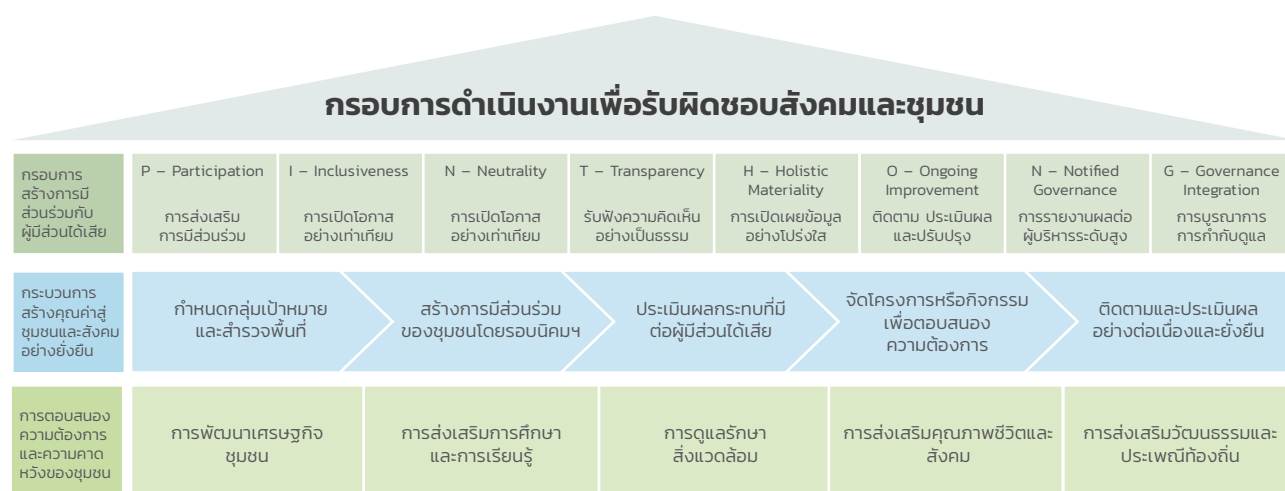 กรอบการดำเนินงานเพื่อรับผิดชอบสังคมและชุมชน
กรอบการ
สร้างการมี
ส่วนร่วมกับ
ผู้มีส่วนได้เสีย
P – Participation
การส่งเสริม
การมีส่วนร่วม
I – Inclusiveness
การเปิดโอกาส
อย่างเท่าเทียม
N – Neutrality
การเปิดโอกาส
อย่างเท่าเทียม
T – Transparency
รับฟังความคิดเห็น
อย่างเป็นธรรม
H – Holistic
Materiality
การเปิดเผยข้อมูล
อย่างโปร่งใส
O – Ongoing
Improvement
ติดตาม ประเมินผล
และปรับปรุง
N – Notified
Governance
การรายงานผลต่อ
ผู้บริหารระดับสูง
G – Governance
Integration
การบูรณาการ
การกำกับดูแล
กระบวนการ
สร้างคุณค่าสู่
ชุมชนและสังคม
อย่างยั่งยืน
กำหนดกลุ่มเป้าหมาย
และสำรวจพื้นที่
สร้างการมีส่วนร่วม
ของชุมชนโดยรอบนิคมฯ
ประเมินผลกระทบที่มี
ต่อผู้มีส่วนได้เสีย
จัดโครงการหรือกิจกรรม
เพื่อตอบสนอง
ความต้องการ
ติดตามและประเมินผล
อย่างต่อเนื่องและยั่งยืน
การตอบสนอง
ความต้องการ
และความคาด
หวังของชุมชน
การพัฒนาเศรษฐกิจ
ชุมชน
การส่งเสริมการศึกษา
และการเรียนรู้
การดูแลรักษา
สิ่งแวดล้อม
การส่งเสริมคุณภาพชีวิตและ
สังคม
การส่งเสริมวัฒนธรรมและ
ประเพณีท้องถิ่น